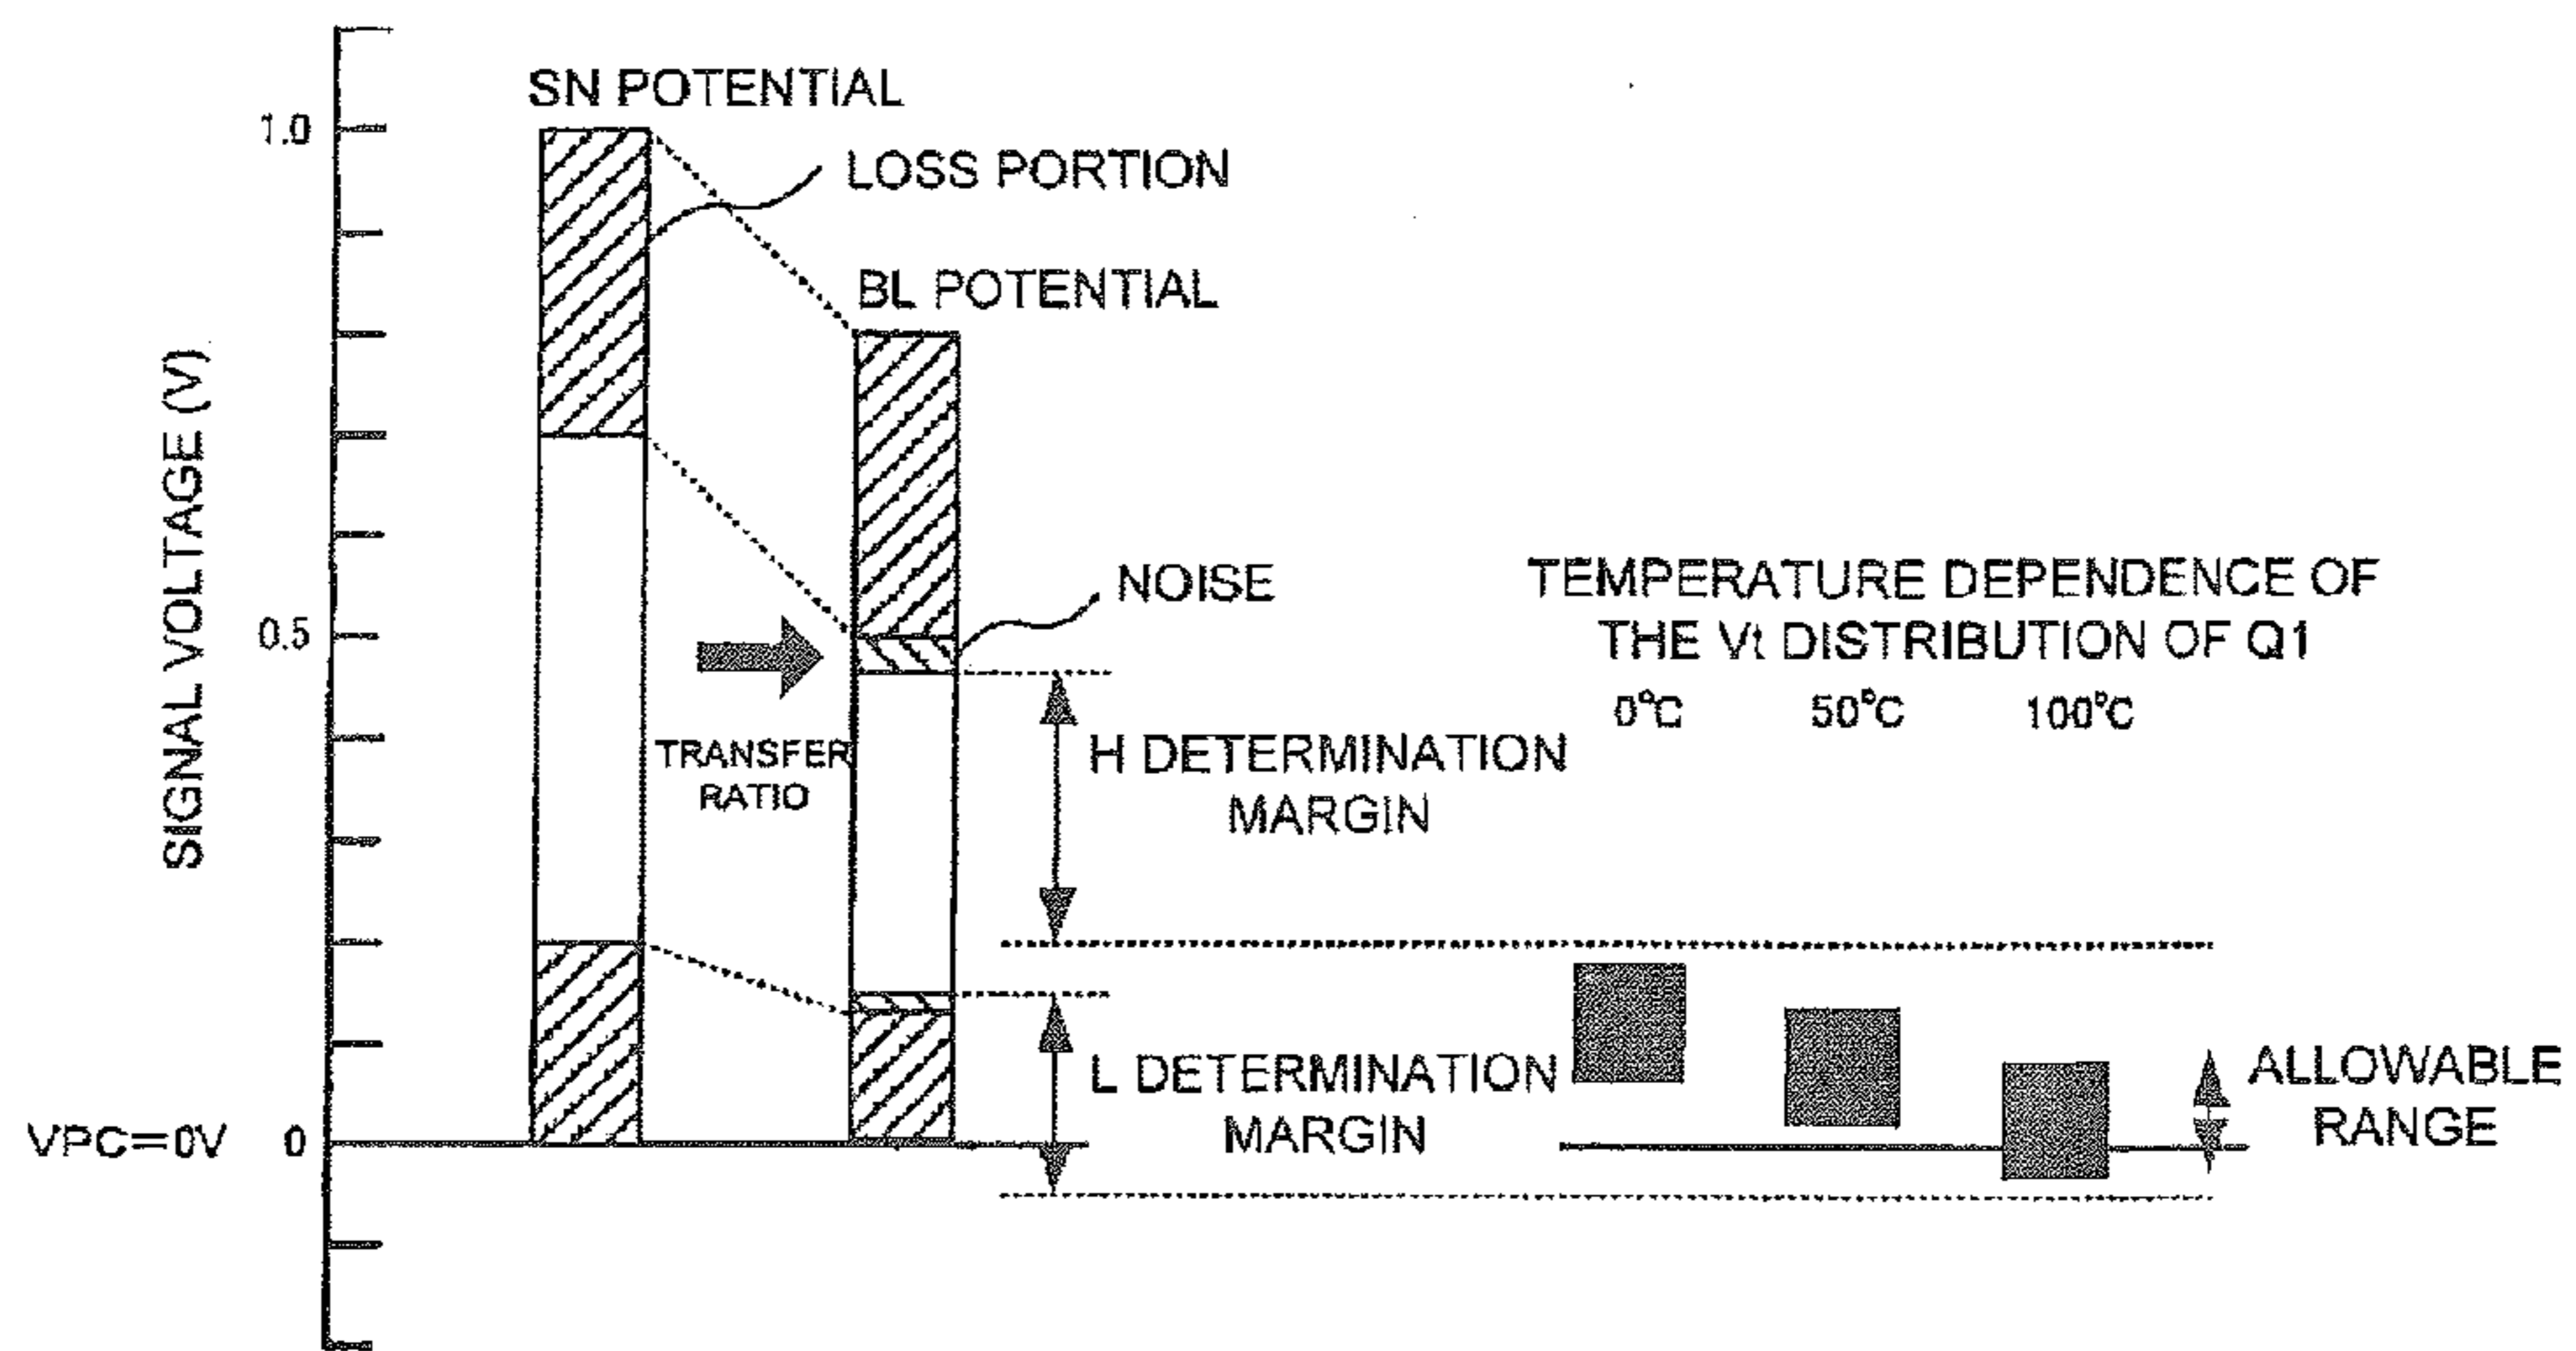 SN POTENTIAL
1.0
LOSS PORTION
BL POTENTIAL
SIGNAL VOLTAGE (V)
NOISE
0.5
TEMPERATURE DEPENDENCE OF
THE Vt DISTRIBUTION OF Q1
0°C 50°C 100°C
TRANSFER
RATIO
H DETERMINATION
MARGIN
L DETERMINATION
MARGIN
ALLOWABLE
RANGE
VPC=0V 0